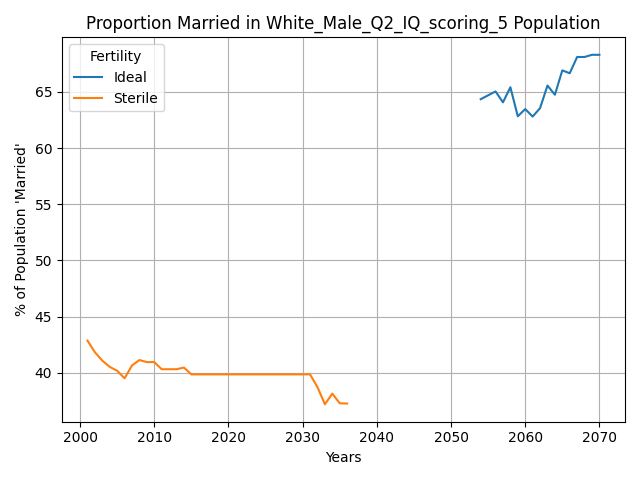 Proportion Married in White_Male_Q2_IQ_scoring_5 Population
Fertility
Ideal
Sterile
% of Population 'Married'
65
60
55
50
45
40
2000 2010 2020 2030 2040 2050 2060 2070
Years